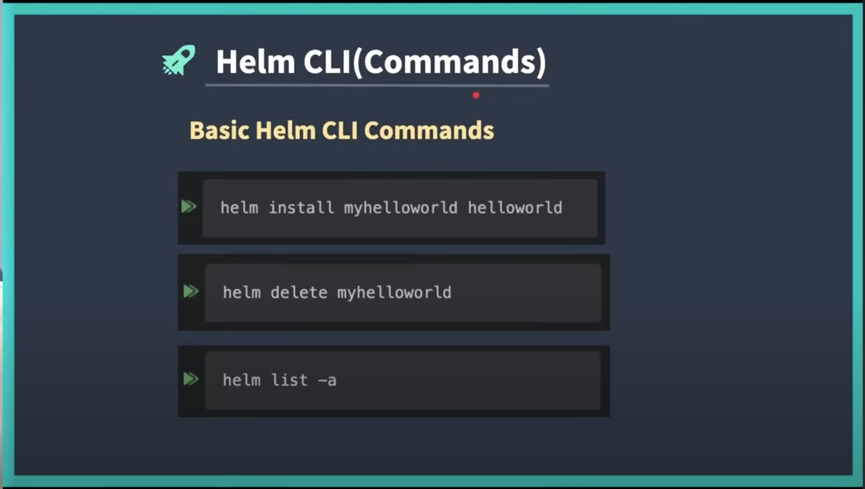 Helm CLI(Commands)
Basic Helm CLI Commands
helm install myhelloworld helloworld
helm delete myhelloworld
helm list -a